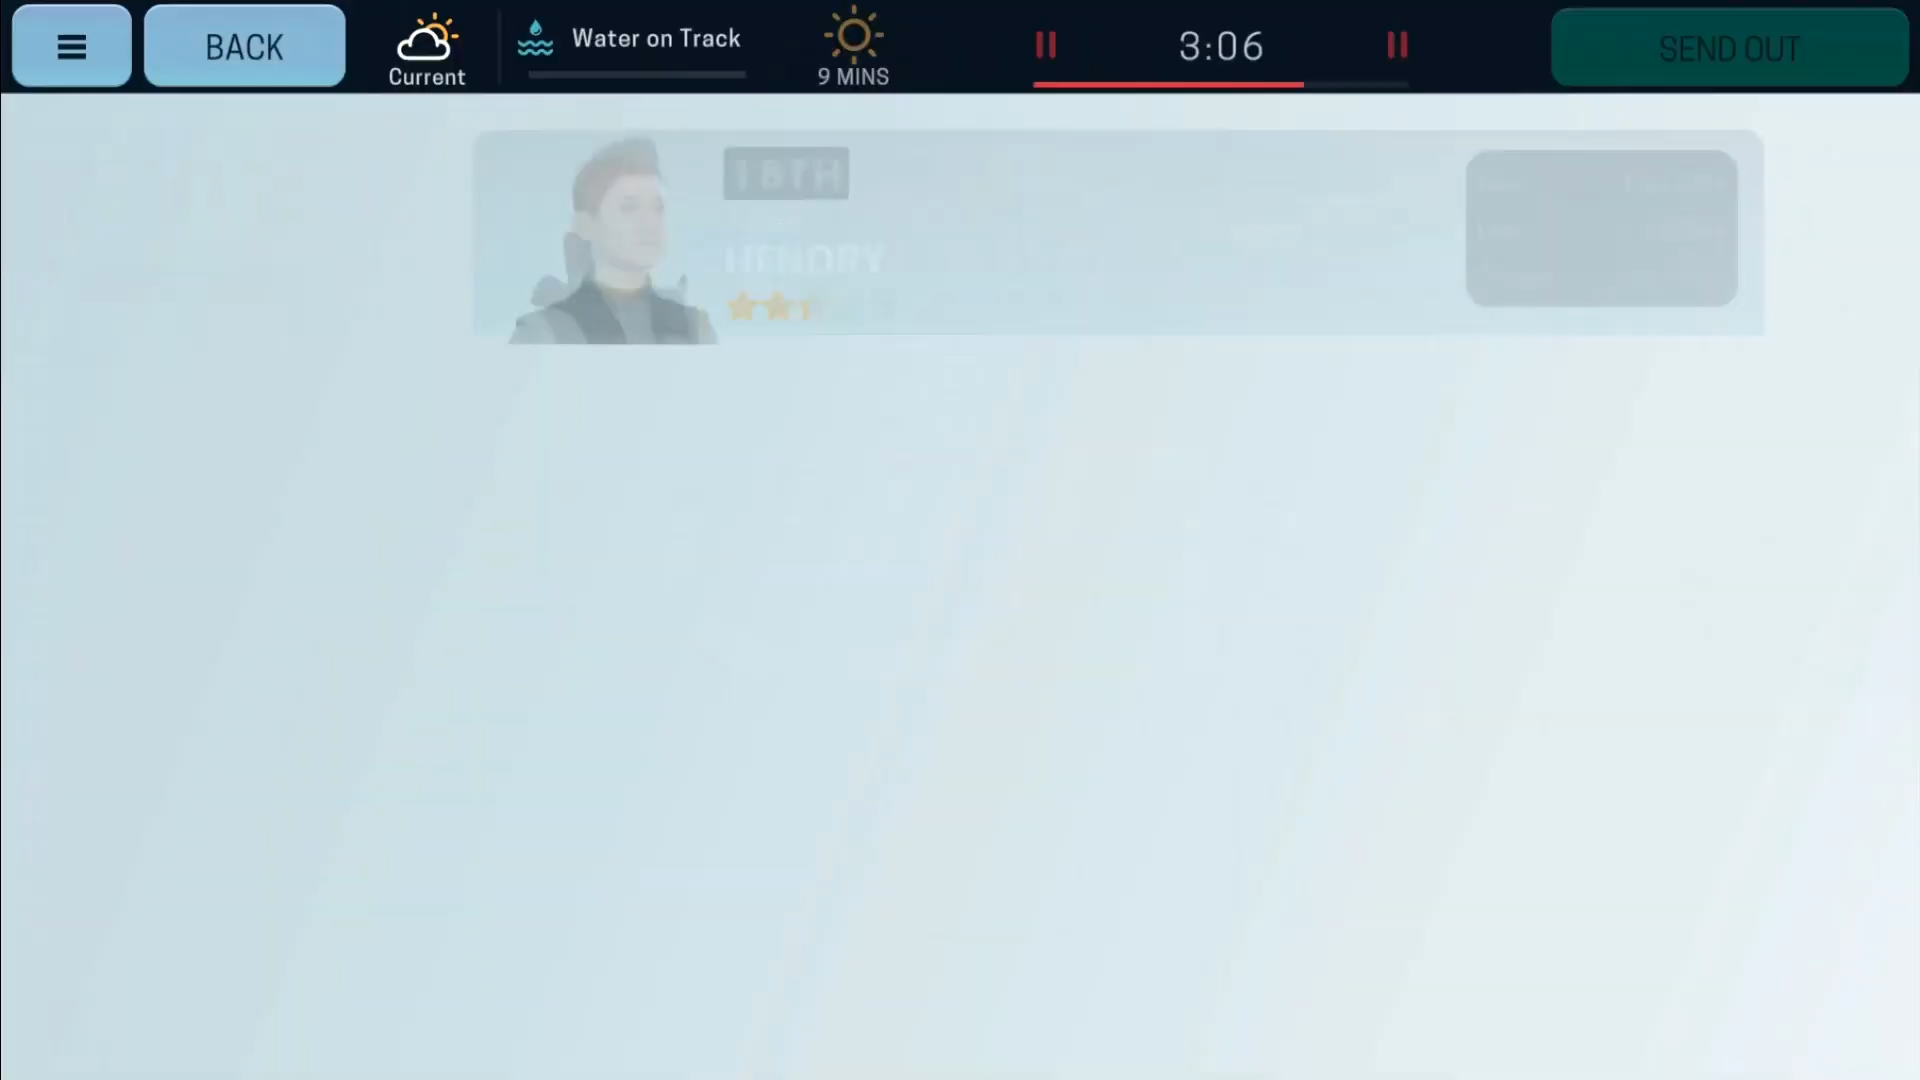 BACK
Current
Water on Track
9 MINS
3:06
SEND OUT
18TH
HENDRY